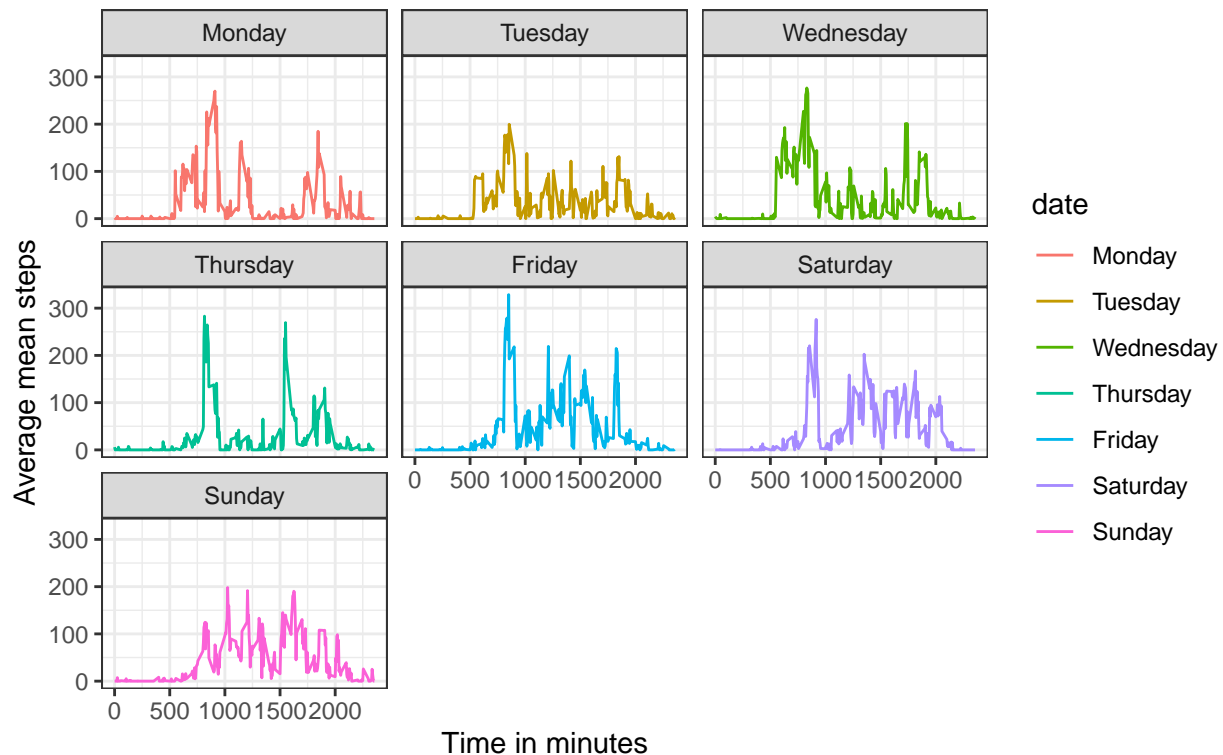 Monday
Tuesday
Wednesday
300
200
100
0
Thursday
Friday
Saturday
300
200
100
0
0 500 1000 1500 2000
0 500 1000 1500 2000
Sunday
300
200
100
0
0 500 1000 1500 2000
Average mean steps
Time in minutes
date
Monday
Tuesday
Wednesday
Thursday
Friday
Saturday
Sunday